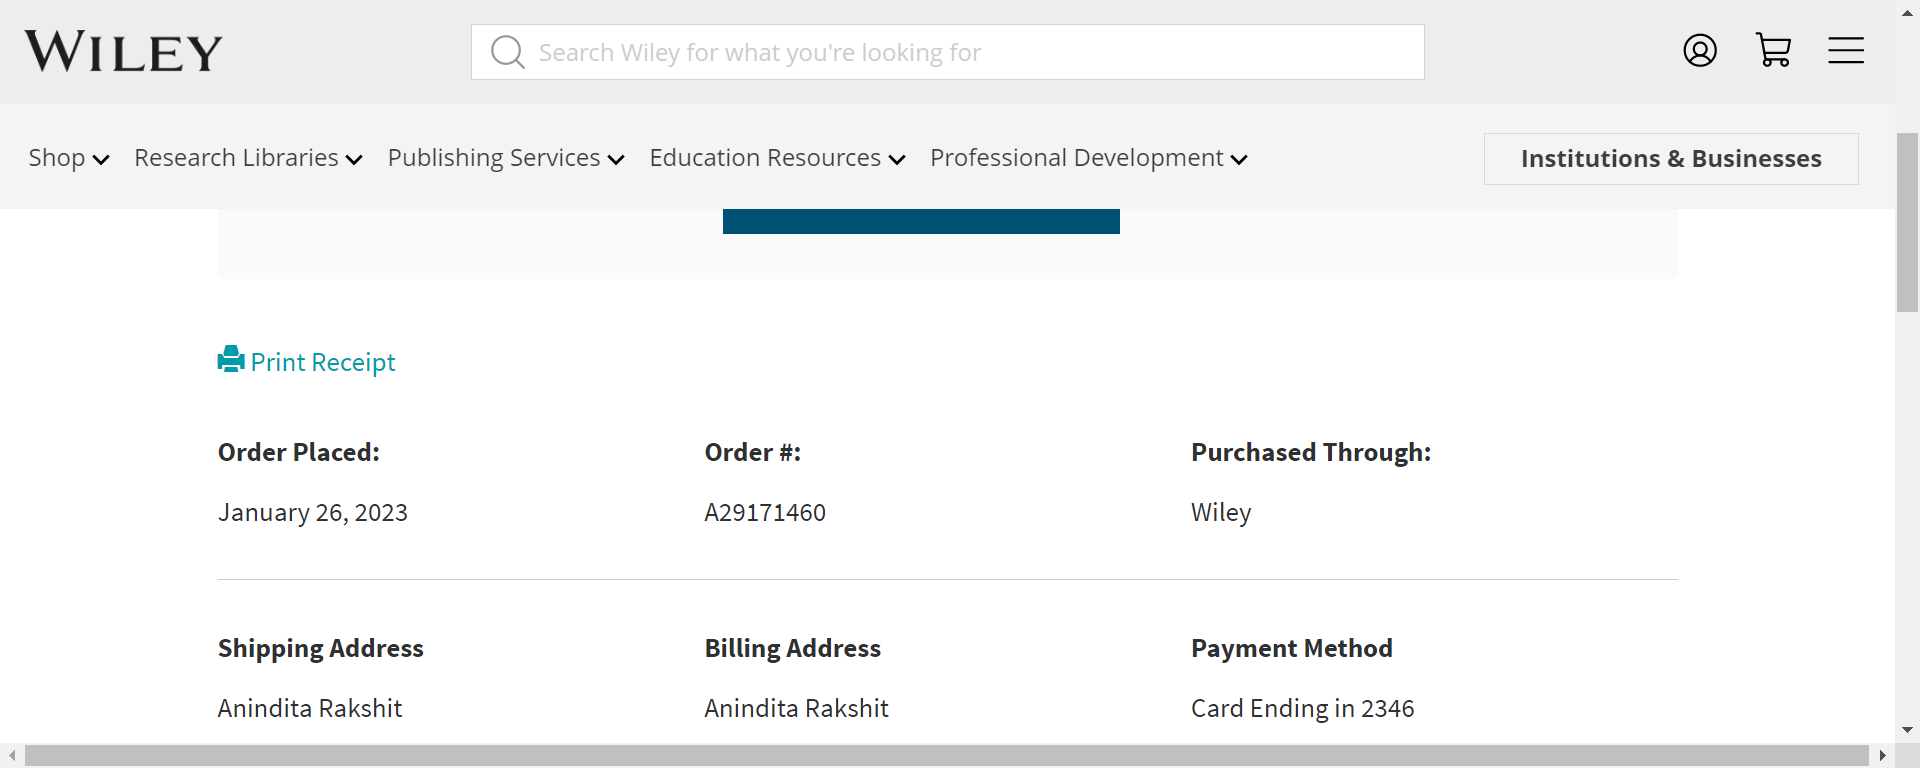 WILEY
Search Wiley for what you're looking for
Shop Research Libraries Publishing Services Education Resources Professional Development Institutions & Businesses
Print Receipt
Order Placed: Order #: Purchased Through:
January 26, 2023 A29171460 Wiley
Shipping Address Billing Address Payment Method
Anindita Rakshit Anindita Rakshit Card Ending in 2346